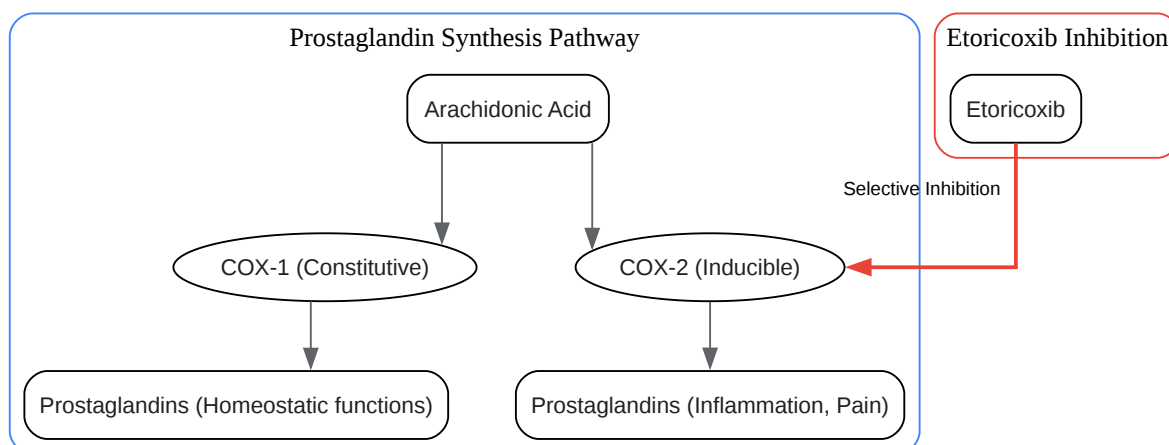 Prostaglandin Synthesis Pathway
Etoricoxib Inhibition
Arachidonic Acid
Etoricoxib
Selective Inhibition
COX-1 (Constitutive)
COX-2 (Inducible)
Prostaglandins (Homeostatic functions)
Prostaglandins (Inflammation, Pain)